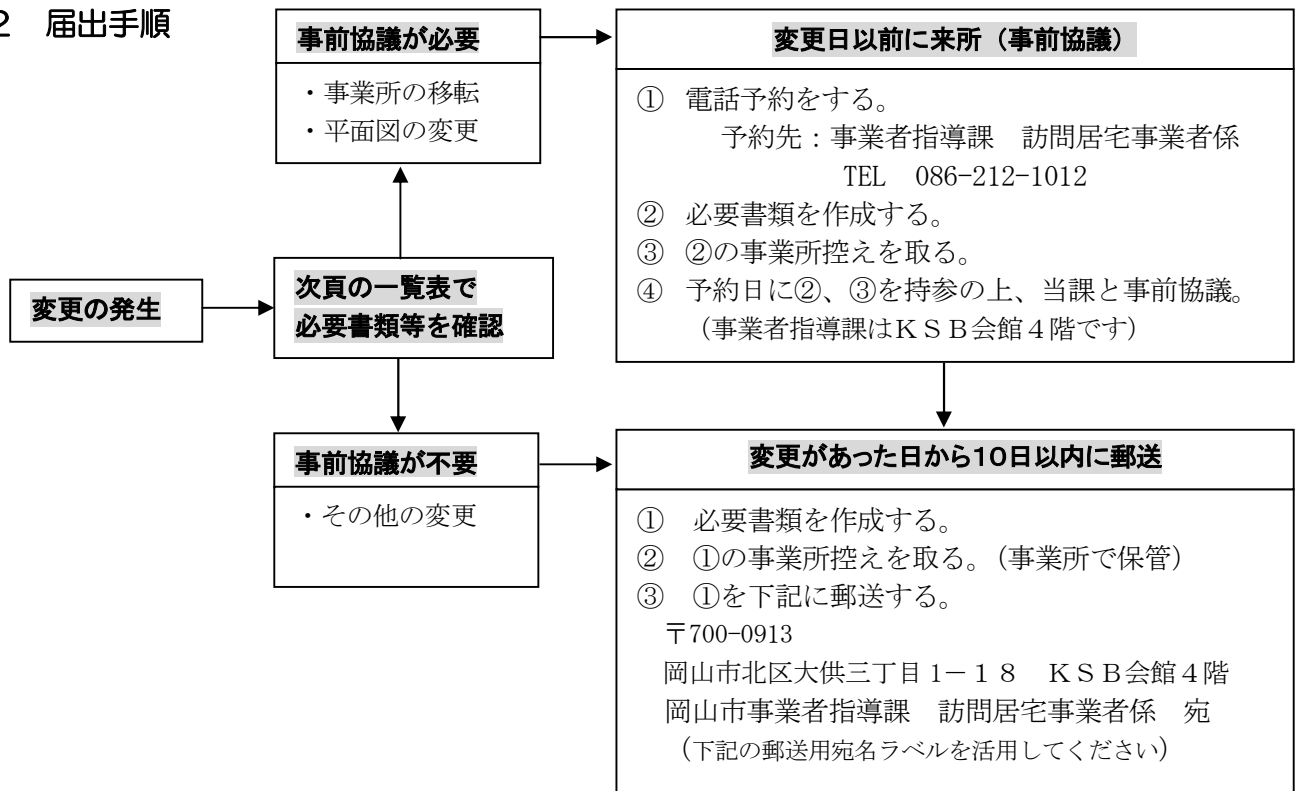 ２　届出手順
事前協議が必要
・事業所の移転
・平面図の変更
変更日以前に来所（事前協議）
①　電話予約をする。
予約先：事業者指導課　訪問居宅事業者係
TEL　086-212-1012
②　必要書類を作成する。
③　②の事業所控えを取る。
④　予約日に②、③を持参の上、当課と事前協議。
（事業者指導課はＫＳＢ会館４階です）
変更の発生
次頁の一覧表で
必要書類等を確認
事前協議が不要
・その他の変更
変更があった日から１０日以内に郵送
①　必要書類を作成する。
②　①の事業所控えを取る。（事業所で保管）
③　①を下記に郵送する。
〒700-0913
岡山市北区大供三丁目 1－１８　ＫＳＢ会館４階
岡山市事業者指導課　訪問居宅事業者係　宛
（下記の郵送用宛名ラベルを活用してください）